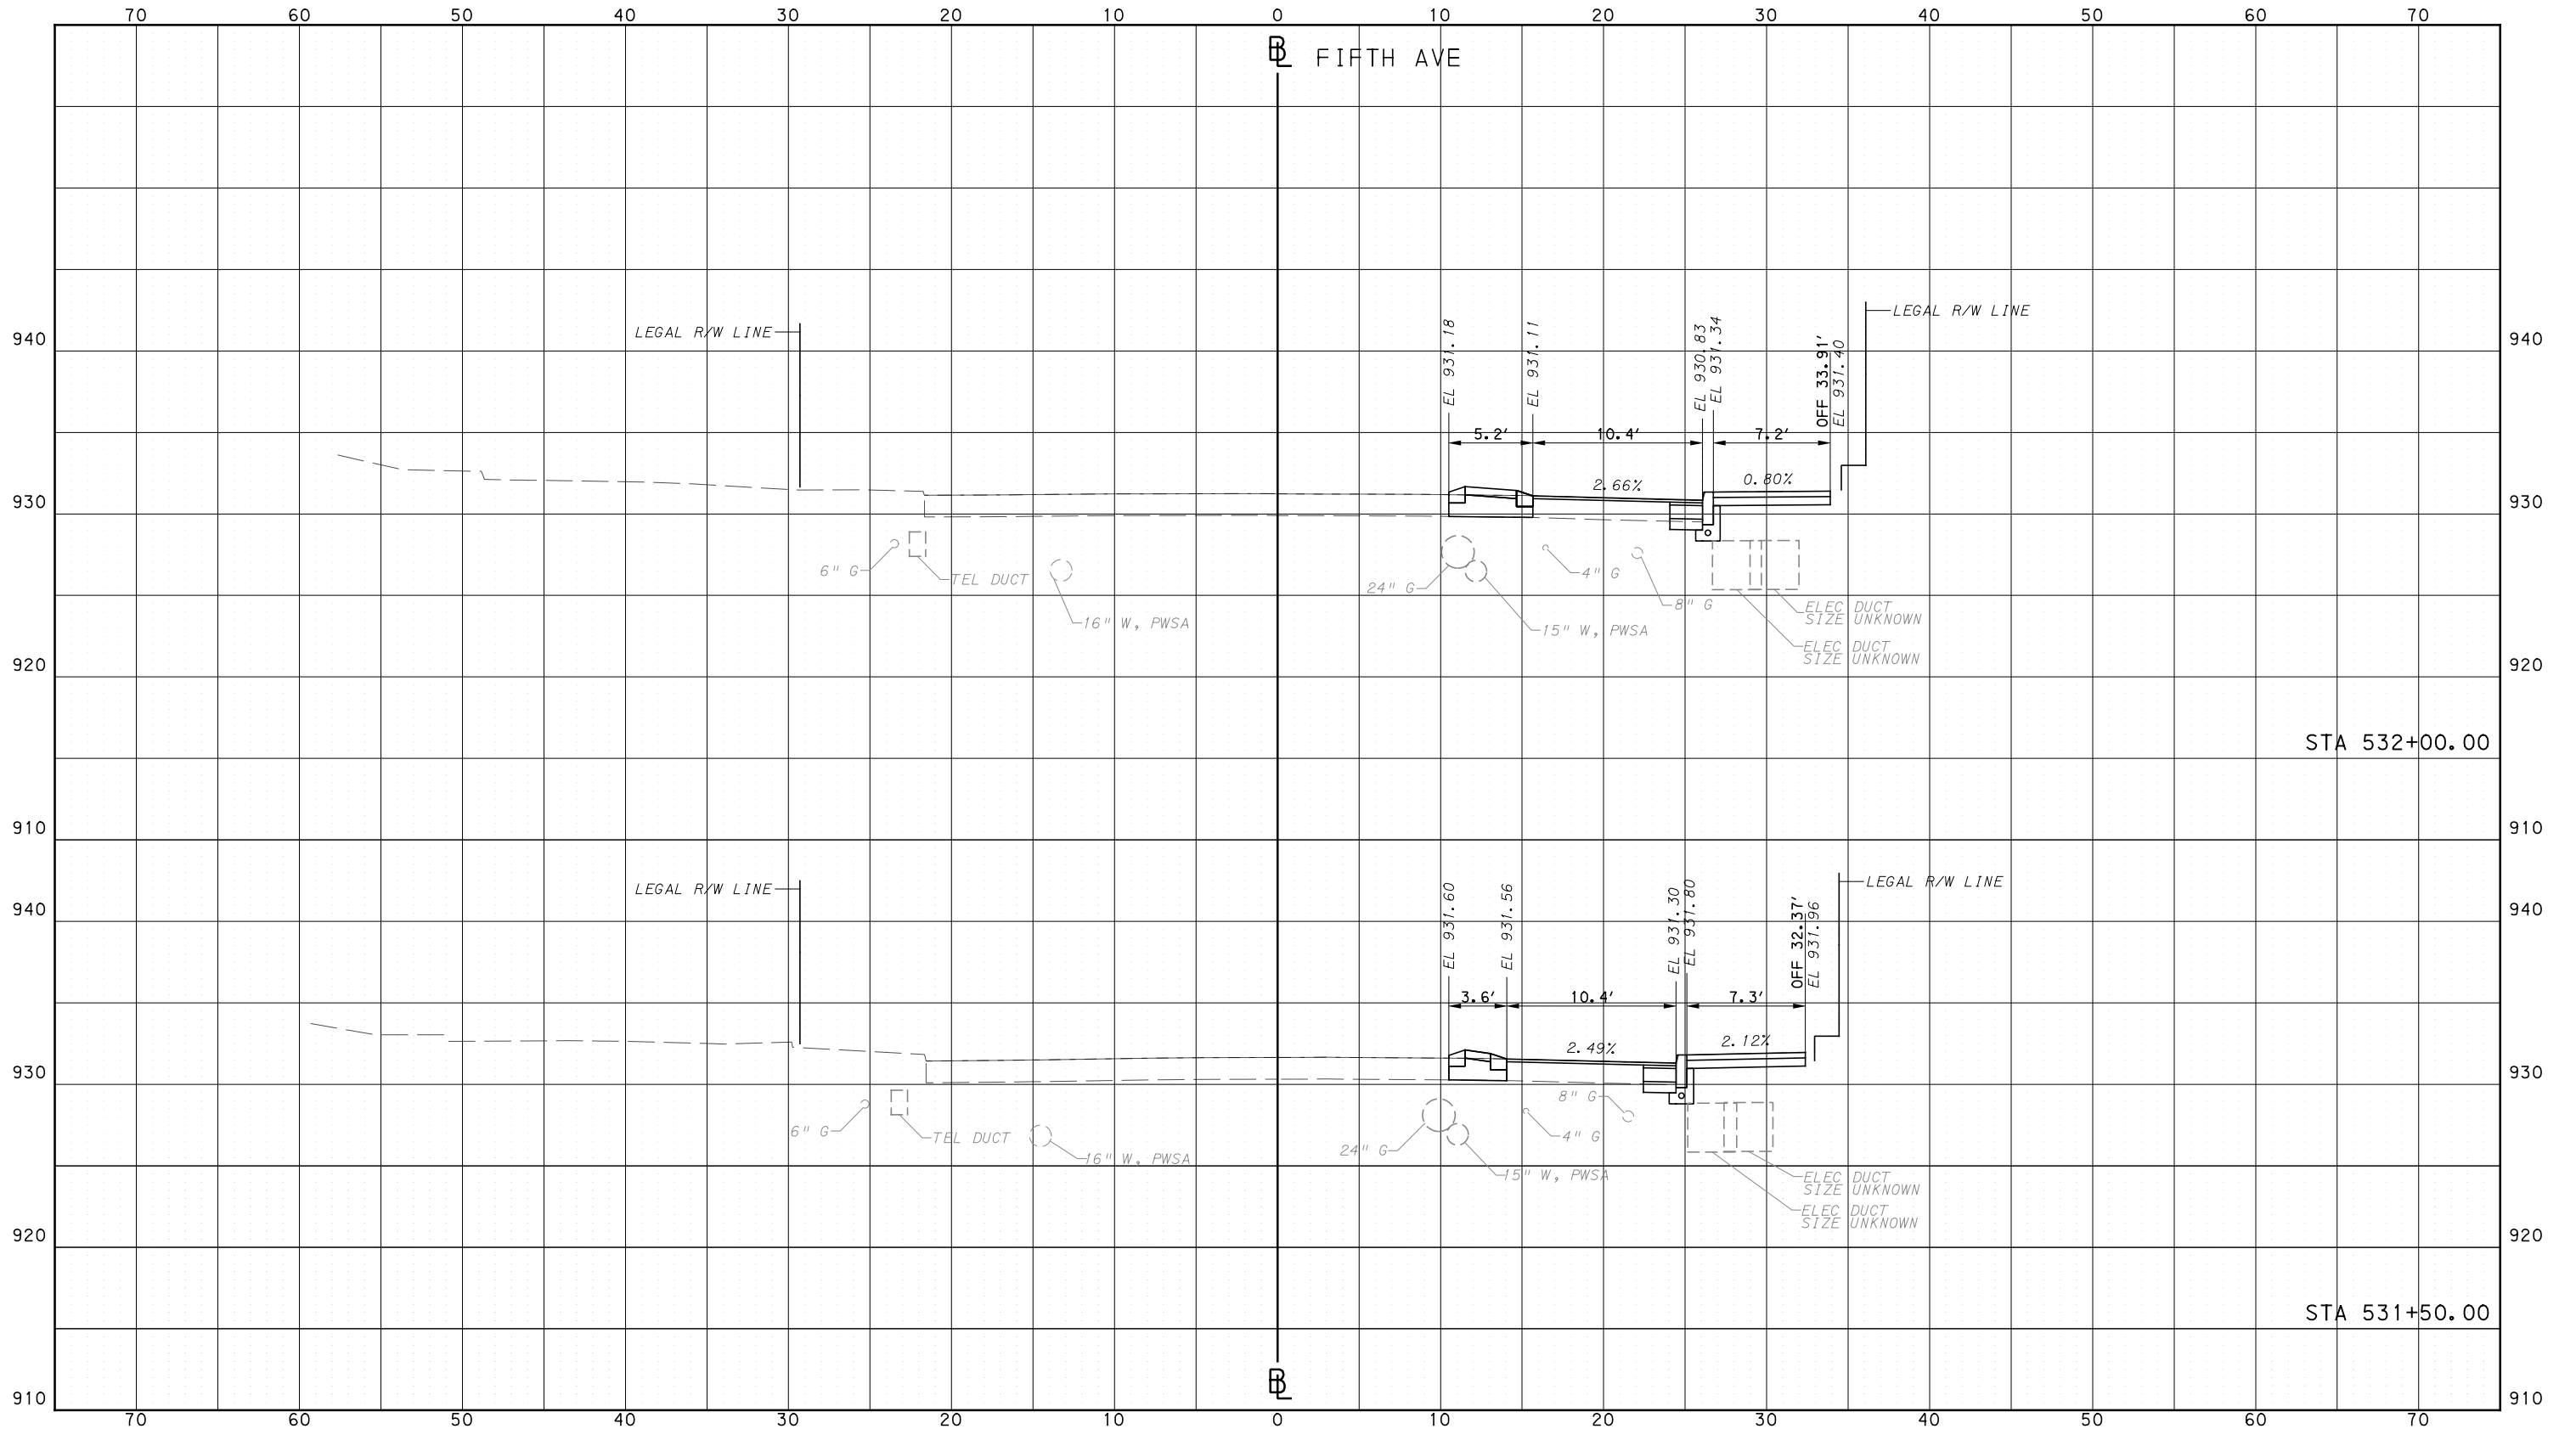 70 60 50 40 30 20 10 0 10 20 30 40 50 60 70
BL FIFTH AVE
LEGAL R/W LINE
LEGAL R/W LINE
EL 931.18
EL 931.11
EL 930.83
EL 931.34
OFF 33.91'
EL 931.40
940 940
5.2' 10.4' 7.2'
2.66% 0.80%
930 930
6" G
TEL DUCT
16" W, PWSA
24" G
15" W, PWSA
4" G
8" G
ELEC DUCT
SIZE UNKNOWN
ELEC DUCT
SIZE UNKNOWN
920 920
STA 532+00.00
910 910
LEGAL R/W LINE
LEGAL R/W LINE
EL 931.60
EL 931.56
EL 931.30
EL 931.80
OFF 32.37'
EL 931.96
940 940
3.6' 10.4' 7.3'
2.49% 2.12%
930 930
6" G
TEL DUCT
16" W, PWSA
24" G
15" W, PWSA
4" G
8" G
ELEC DUCT
SIZE UNKNOWN
ELEC DUCT
SIZE UNKNOWN
920 920
STA 531+50.00
BL
910 910
70 60 50 40 30 20 10 0 10 20 30 40 50 60 70